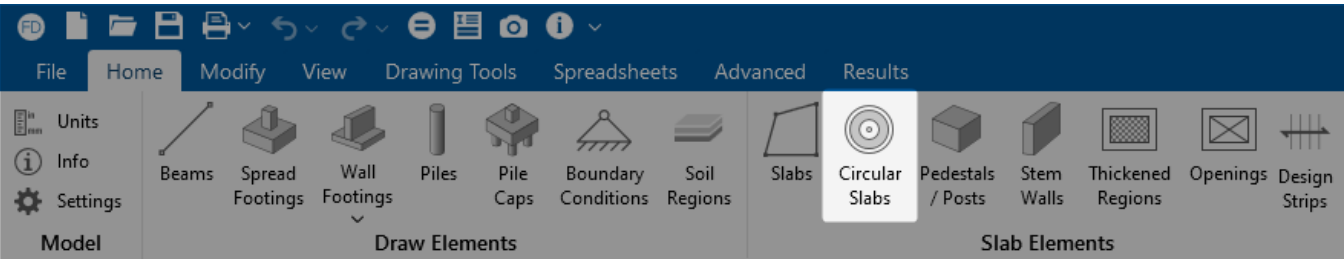 FD
File Home Modify View Drawing Tools Spreadsheets Advanced Results
Units
Info
Settings
Model
Beams
Spread
Footings
Wall
Footings
Piles
Pile
Caps
Boundary
Conditions
Soil
Regions
Draw Elements
Slabs
Circular
Slabs
Pedestals
/ Posts
Stem
Walls
Thickened
Regions
Openings
Design
Strips
Slab Elements